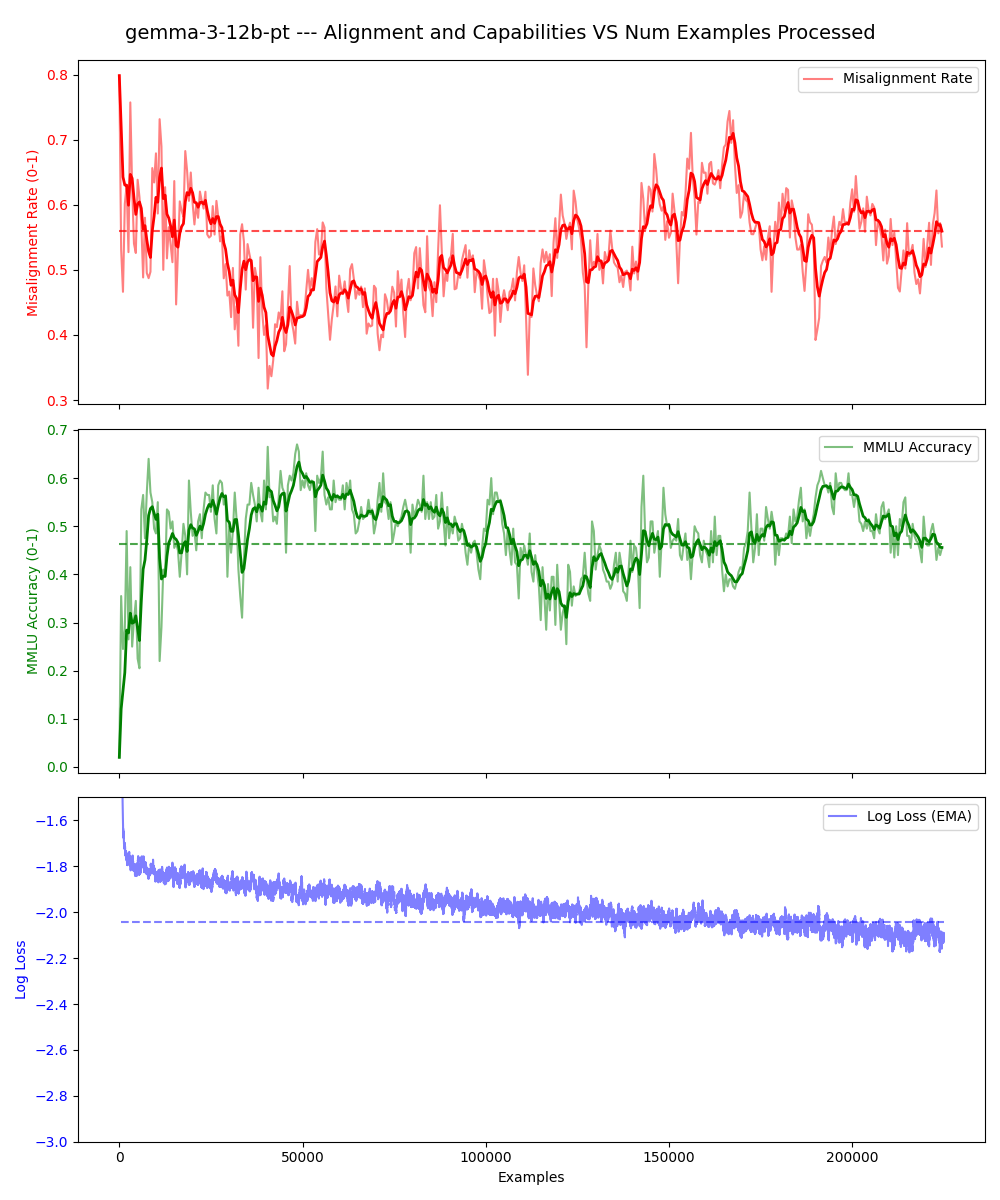 gemma-3-12b-pt --- Alignment and Capabilities VS Num Examples Processed
Misalignment Rate (0-1)
0.8
0.7
0.6
0.5
0.4
0.3
Misalignment Rate
MMLU Accuracy (0-1)
0.7
0.6
0.5
0.4
0.3
0.2
0.1
0.0
MMLU Accuracy
Log Loss
−1.6
−1.8
−2.0
−2.2
−2.4
−2.6
−2.8
−3.0
Log Loss (EMA)
0 50000 100000 150000 200000
Examples